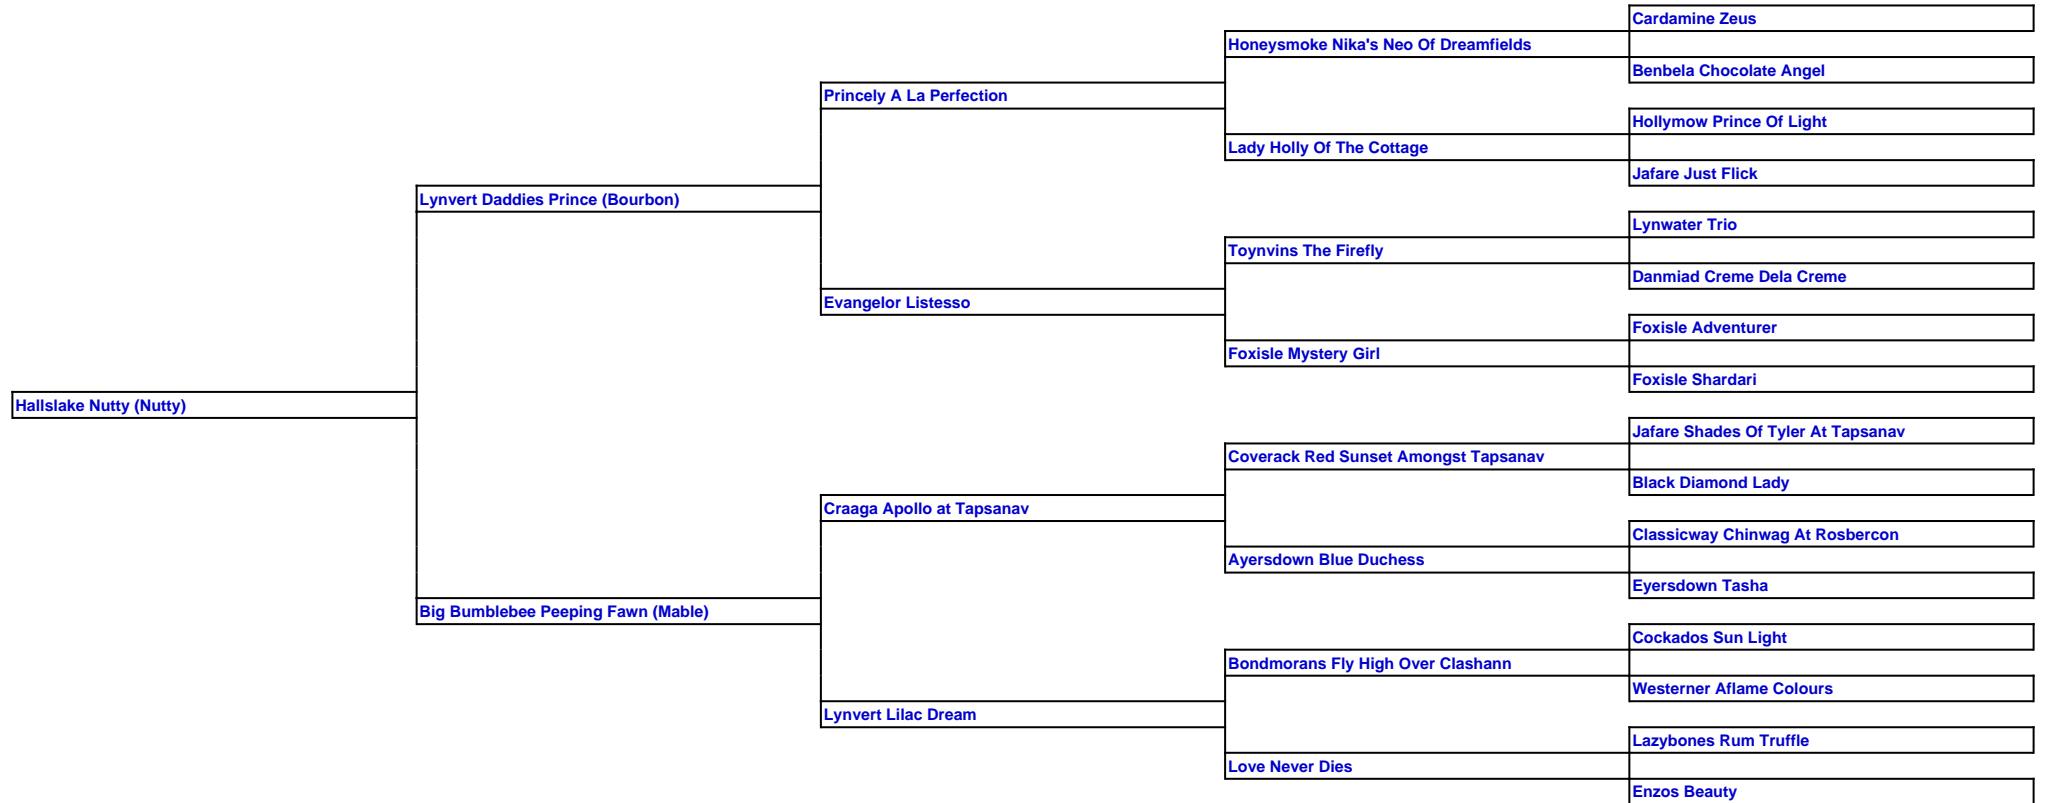 Cardamine Zeus
Honeysmoke Nika's Neo Of Dreamfields
Benbela Chocolate Angel
Princely A La Perfection
Hollymow Prince Of Light
Lady Holly Of The Cottage
Jafare Just Flick
Lynvert Daddies Prince (Bourbon)
Lynwater Trio
Toynvins The Firefly
Danmiad Creme Dela Creme
Evangelor Listesso
Foxisle Adventurer
Foxisle Mystery Girl
Foxisle Shardari
Hallslake Nutty (Nutty)
Jafare Shades Of Tyler At Tapsanav
Coverack Red Sunset Amongst Tapsanav
Black Diamond Lady
Craaga Apollo at Tapsanav
Classicway Chinwag At Rosbercon
Ayersdown Blue Duchess
Eyersdown Tasha
Big Bumblebee Peeping Fawn (Mable)
Cockados Sun Light
Bondmorans Fly High Over Clashann
Westerner Aflame Colours
Lynvert Lilac Dream
Lazybones Rum Truffle
Love Never Dies
Enzos Beauty